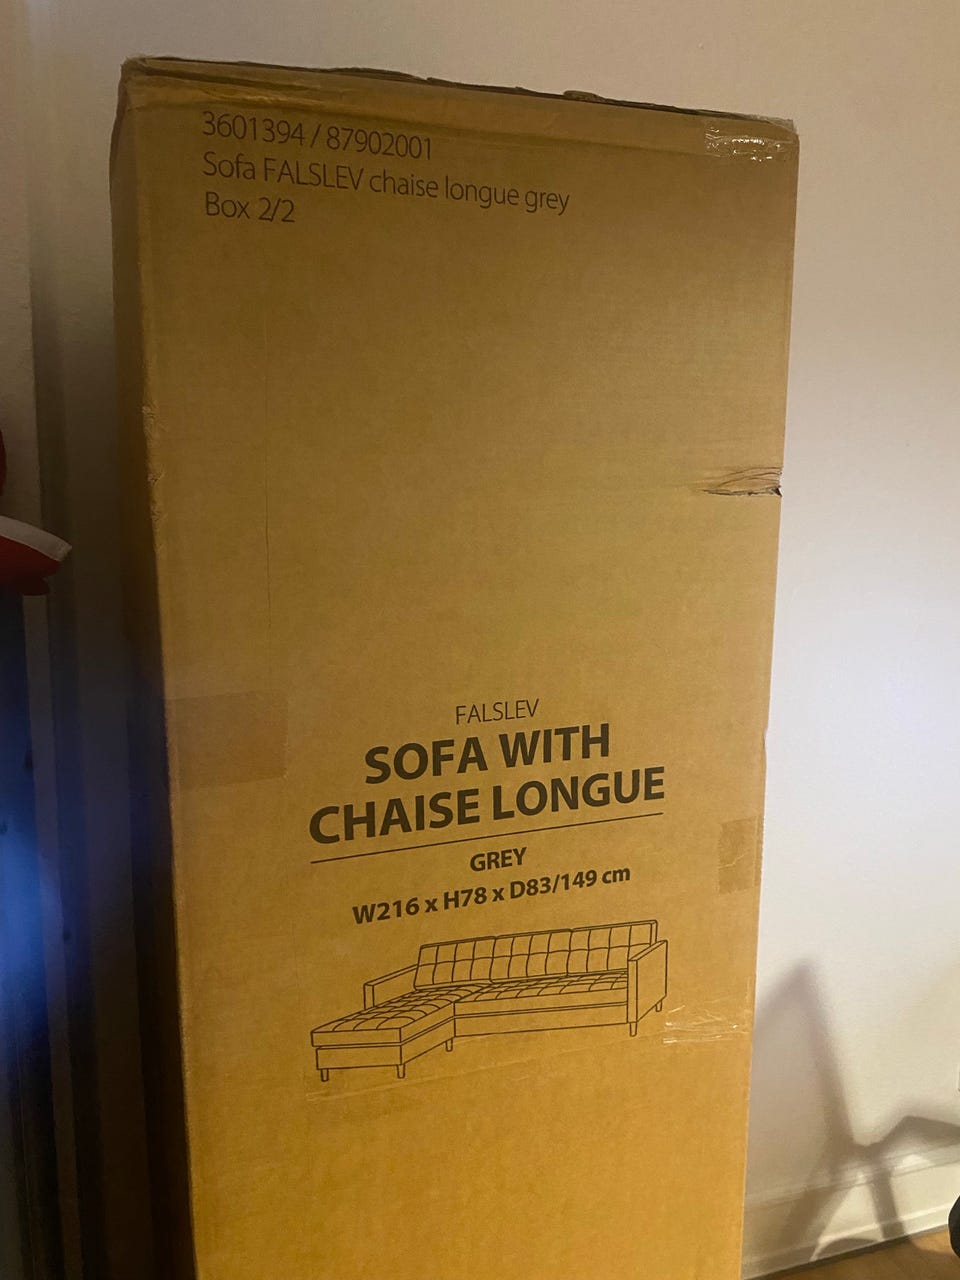 3601394 / 87902001
Sofa FALSLEV chaise longue grey
Box 2/2
FALSLEV
SOFA WITH
CHAISE LONGUE
GREY
W216 x H78 x D83/149 cm